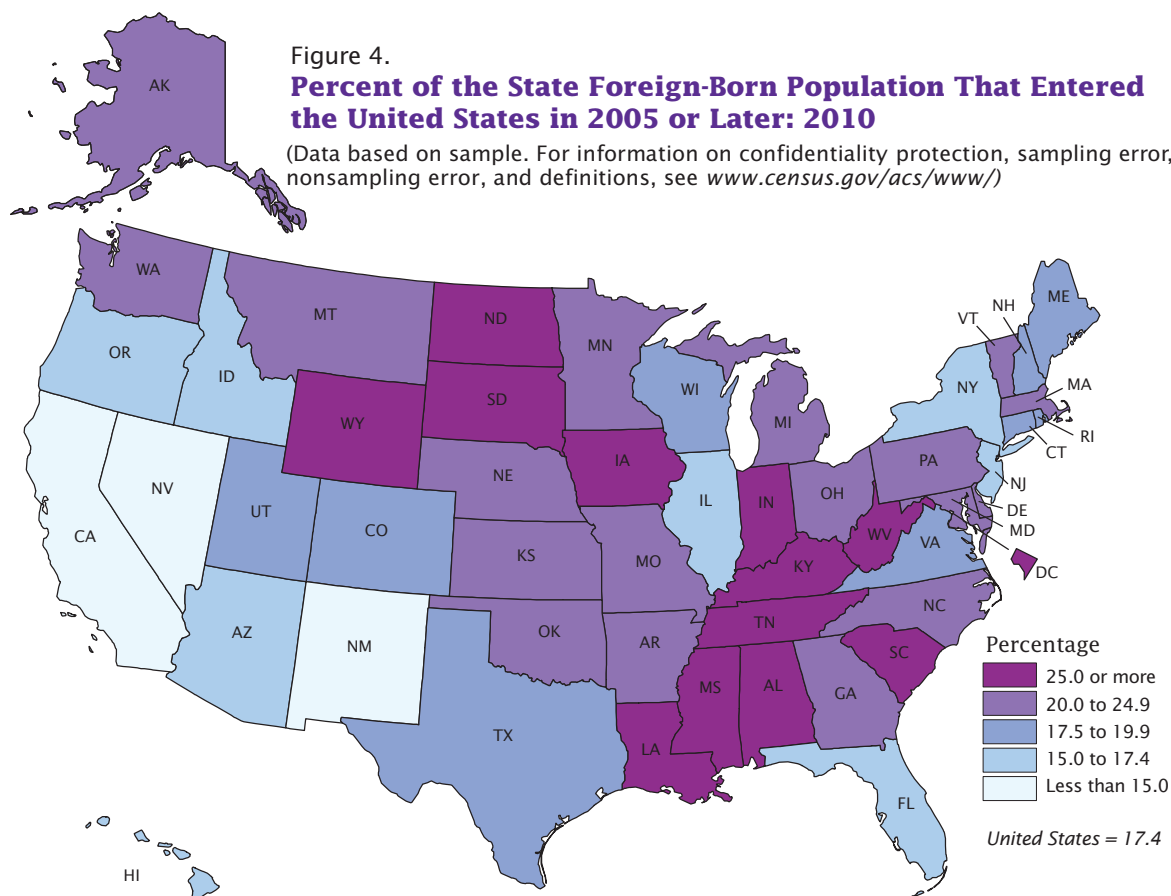 Figure 4.
Percent of the State Foreign-Born Population That Entered
the United States in 2005 or Later: 2010
(Data based on sample. For information on confidentiality protection, sampling error,
nonsampling error, and definitions, see www.census.gov/acs/www/)
AK
WA
MT
ND
MN
VT
NH
ME
OR
ID
WY
SD
WI
MI
NY
MA
RI
CT
NV
CA
UT
CO
NE
IA
IL
IN
OH
PA
NJ
DE
MD
DC
KS
MO
KY
WV
VA
AZ
NM
OK
AR
TN
NC
SC
TX
LA
MS
AL
GA
FL
HI
Percentage
25.0 or more
20.0 to 24.9
17.5 to 19.9
15.0 to 17.4
Less than 15.0
United States = 17.4